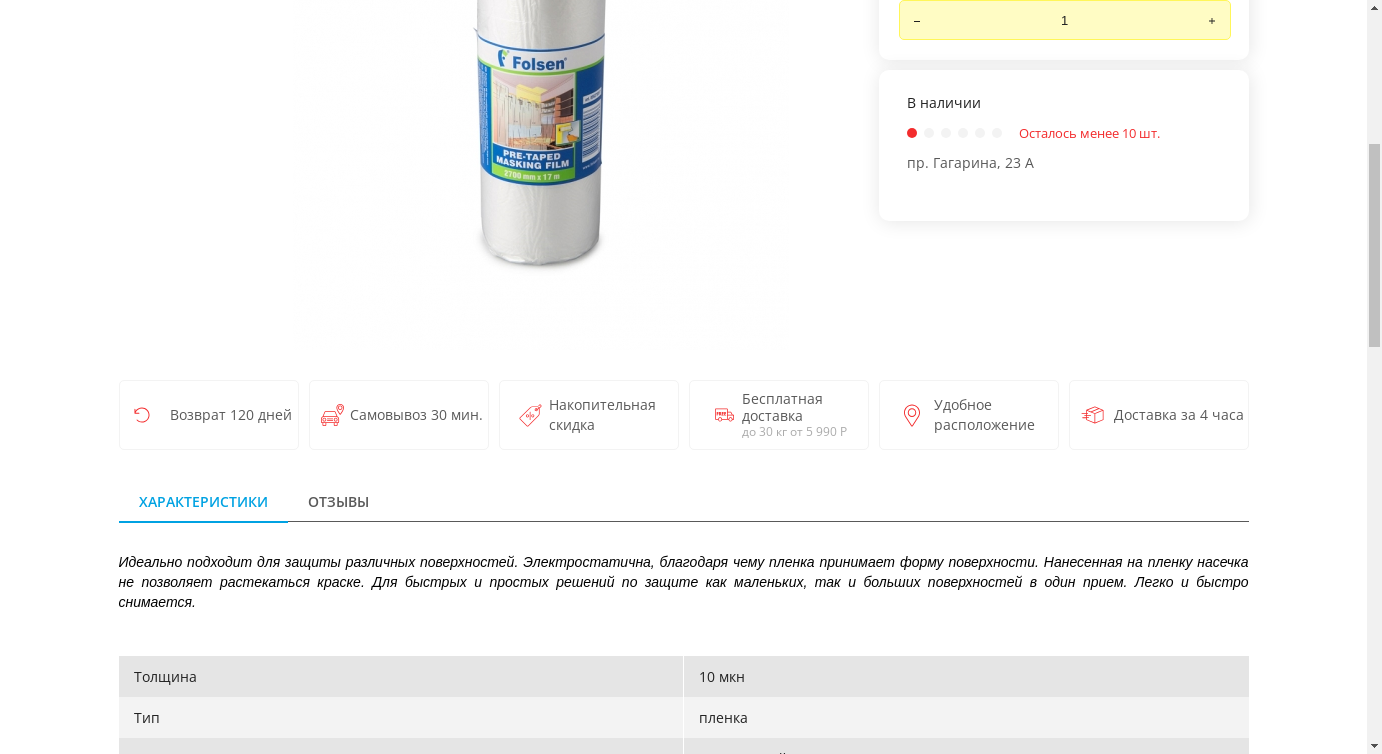 − 1 +
Folsen®
PRE-TAPED
MASKING FILM
2700 mm x 17 m
В наличии
Осталось менее 10 шт.
пр. Гагарина, 23 А
Возврат 120 дней
Самовывоз 30 мин.
Накопительная
скидка
Бесплатная
доставка
до 30 кг от 5 990 Р
Удобное
расположение
Доставка за 4 часа
ХАРАКТЕРИСТИКИ ОТЗЫВЫ
Идеально подходит для защиты различных поверхностей. Электростатична, благодаря чему пленка принимает форму поверхности. Нанесенная на пленку насечка
не позволяет растекаться краске. Для быстрых и простых решений по защите как маленьких, так и больших поверхностей в один прием. Легко и быстро
снимается.
Толщина 10 мкн
Тип пленка